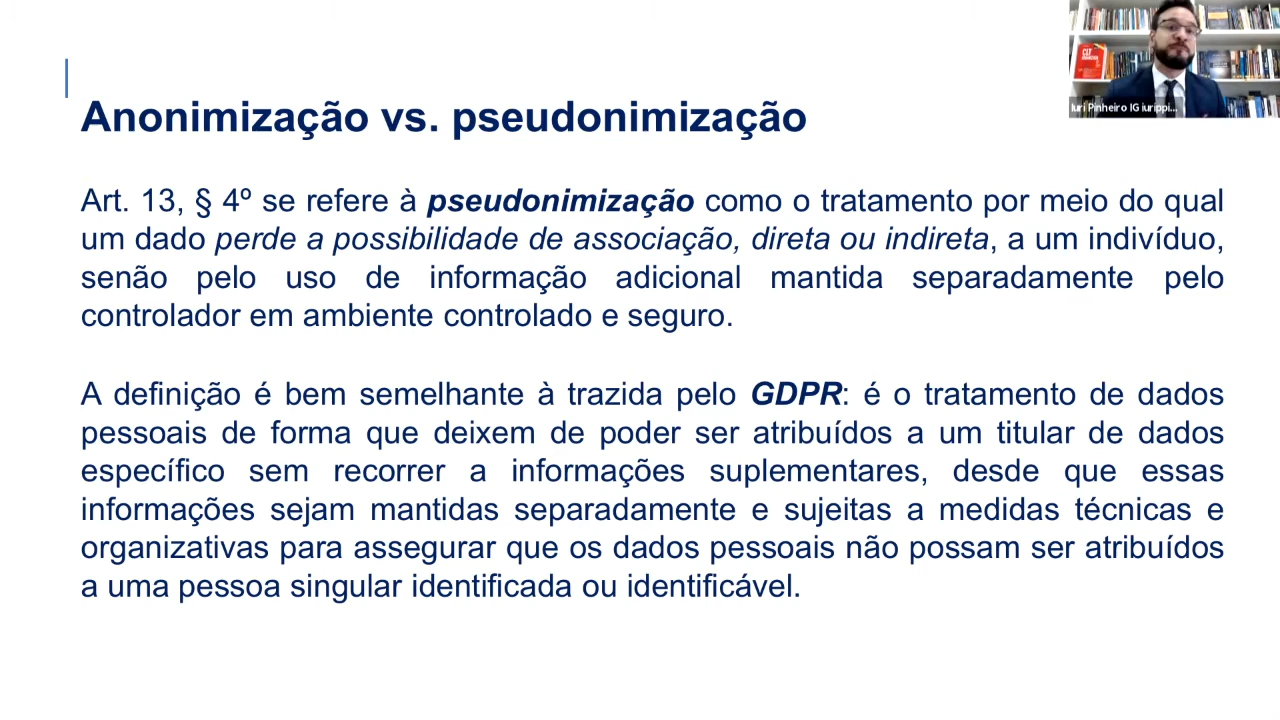 Iuri Pinheiro IG iurippi...
Anonimização vs. pseudonimização
Art. 13, § 4º se refere à pseudonimização como o tratamento por meio do qual
um dado perde a possibilidade de associação, direta ou indireta, a um indivíduo,
senão pelo uso de informação adicional mantida separadamente pelo
controlador em ambiente controlado e seguro.
A definição é bem semelhante à trazida pelo GDPR: é o tratamento de dados
pessoais de forma que deixem de poder ser atribuídos a um titular de dados
específico sem recorrer a informações suplementares, desde que essas
informações sejam mantidas separadamente e sujeitas a medidas técnicas e
organizativas para assegurar que os dados pessoais não possam ser atribuídos
a uma pessoa singular identificada ou identificável.